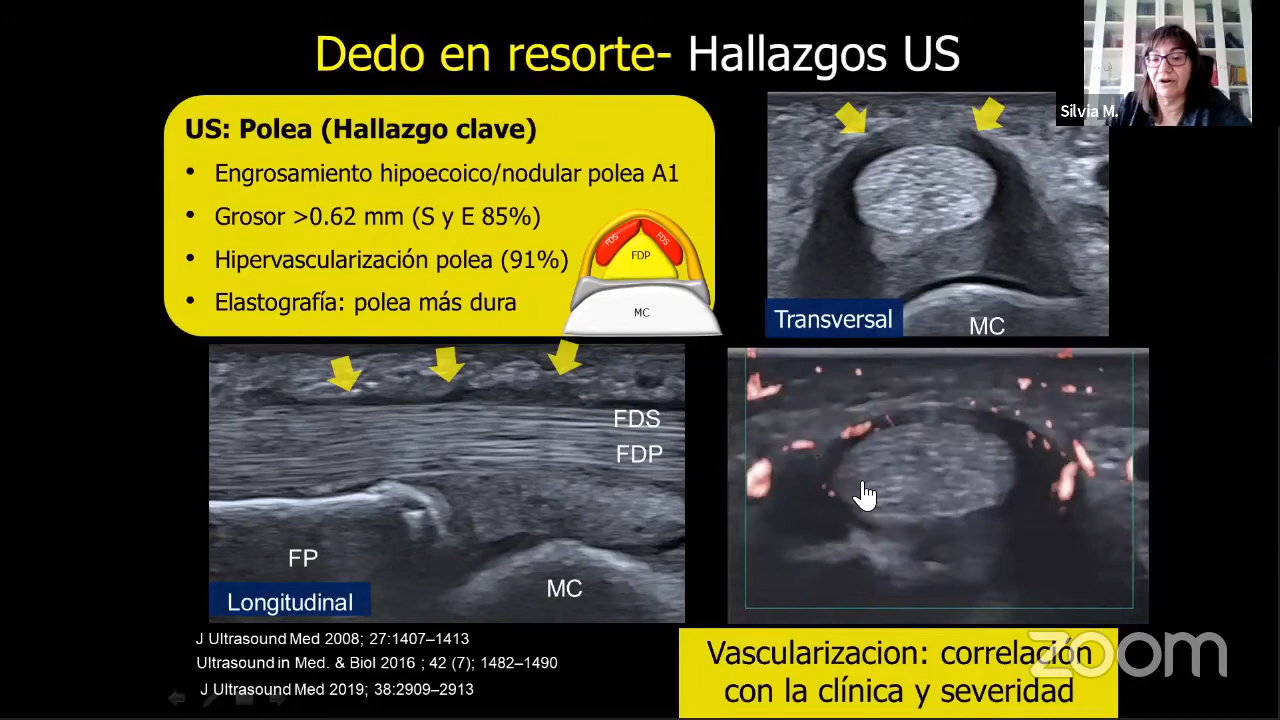 Dedo en resorte- Hallazgos US
Silvia M.
US: Polea (Hallazgo clave)
• Engrosamiento hipoecoico/nodular polea A1
• Grosor >0.62 mm (S y E 85%)
• Hipervascularización polea (91%)
• Elastografía: polea más dura
FDS
FDS
FDP
MC
Transversal
MC
FDS
FDP
FP
MC
Longitudinal
J Ultrasound Med 2008; 27:1407–1413
Ultrasound in Med. & Biol 2016 ; 42 (7); 1482–1490
J Ultrasound Med 2019; 38:2909–2913
Vascularizacion: correlación
con la clínica y severidad
zoom